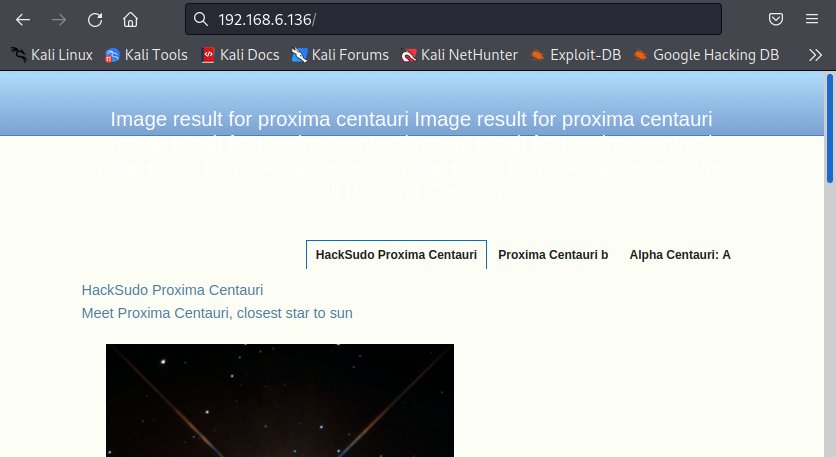 192.168.6.136/
Kali Linux Kali Tools Kali Docs Kali Forums Kali NetHunter Exploit-DB Google Hacking DB
Image result for proxima centauri Image result for proxima centauri
Image result for proxima centauri Image result for proxima centauri
Image result for proxima centauri Image result for proxima centauri View
all Proxima Centauri
HackSudo Proxima Centauri Proxima Centauri b Alpha Centauri: A
HackSudo Proxima Centauri
Meet Proxima Centauri, closest star to sun